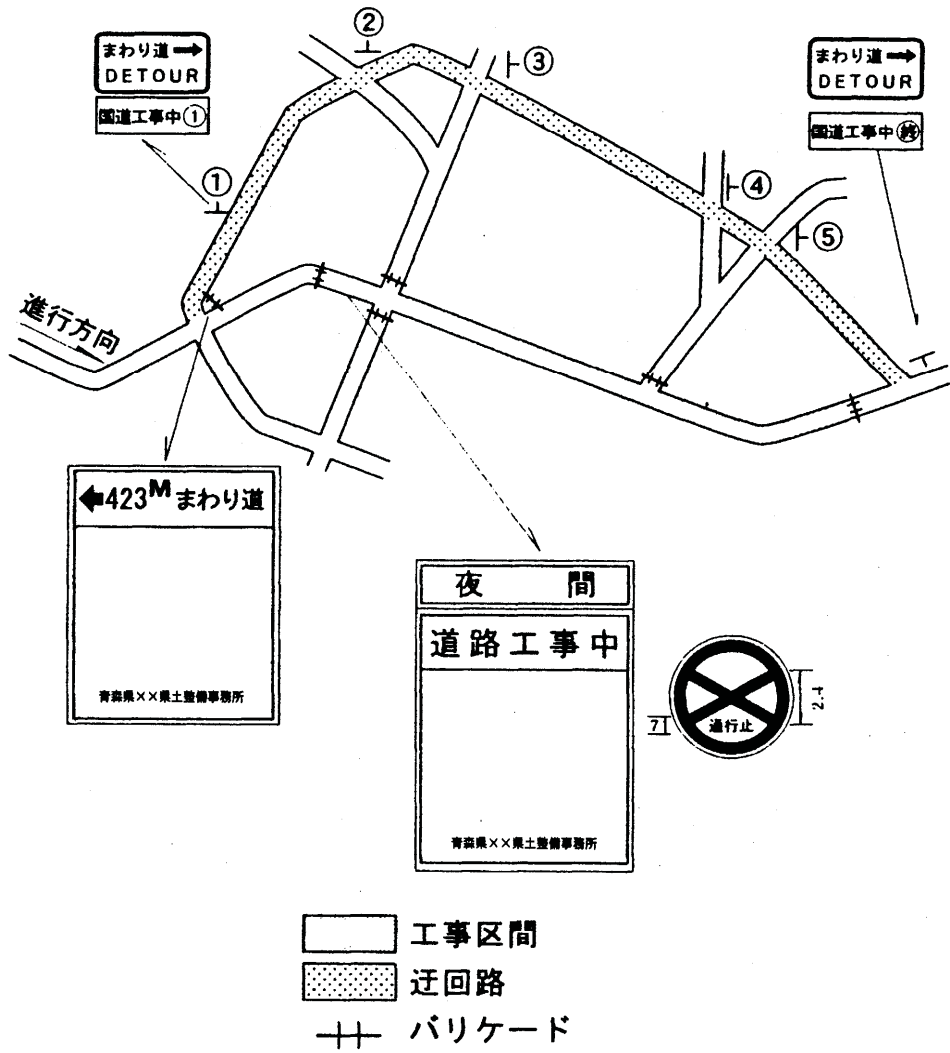 ②
まわり道➡
DETOUR
国道工事中①
③
まわり道➡
DETOUR
国道工事中㊡
①
④
⑤
進行方向
⬅423M まわり道
青森県××県土整備事務所
夜 間
道路工事中
青森県××県土整備事務所
通行止
7
2.4
工事区間
迂回路
バリケード